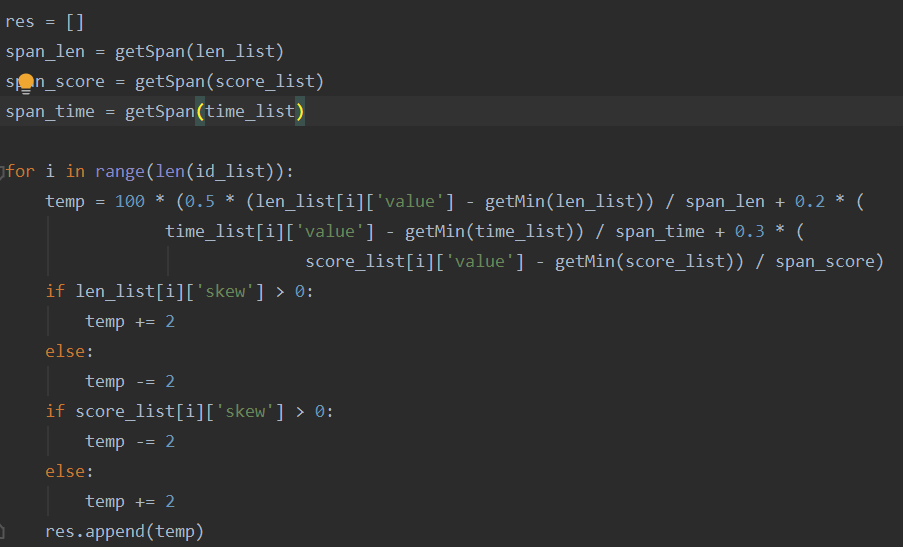 res = []
span_len = getSpan(len_list)
span_score = getSpan(score_list)
span_time = getSpan(time_list)
for i in range(len(id_list)):
    temp = 100 * (0.5 * (len_list[i]['value'] - getMin(len_list)) / span_len + 0.2 * (
                time_list[i]['value'] - getMin(time_list)) / span_time + 0.3 * (
                              score_list[i]['value'] - getMin(score_list)) / span_score)
    if len_list[i]['skew'] > 0:
        temp += 2
    else:
        temp -= 2
    if score_list[i]['skew'] > 0:
        temp -= 2
    else:
        temp += 2
    res.append(temp)